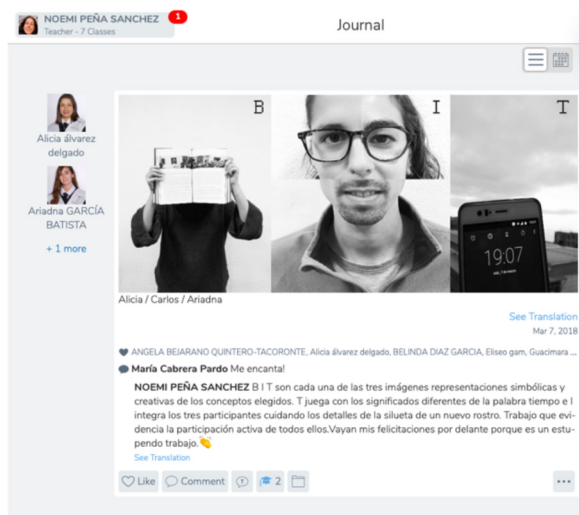 NOEMI PEÑA SANCHEZ
1
Teacher - 7 Classes
Journal
Alicia álvarez
delgado
Ariadna GARCÍA
BATISTA
+ 1 more
B
I
T
19:07
Alicia / Carlos / Ariadna
See Translation
Mar 7, 2018
ANGELA BEJARANO QUINTERO-TACORONTE, Alicia álvarez delgado, BELINDA DIAZ GARCIA, Eliseo gam, Guacimara ...
María Cabrera Pardo Me encanta!
NOEMI PEÑA SANCHEZ B I T son cada una de las tres imágenes representaciones simbólicas y
creativas de los conceptos elegidos. T juega con los significados diferentes de la palabra tiempo e I
integra los tres participantes cuidando los detalles de la silueta de un nuevo rostro. Trabajo que evi-
dencia la participación activa de todos ellos.Vayan mis felicitaciones por delante porque es un estu-
pendo trabajo.👏
See Translation
Like
Comment
2